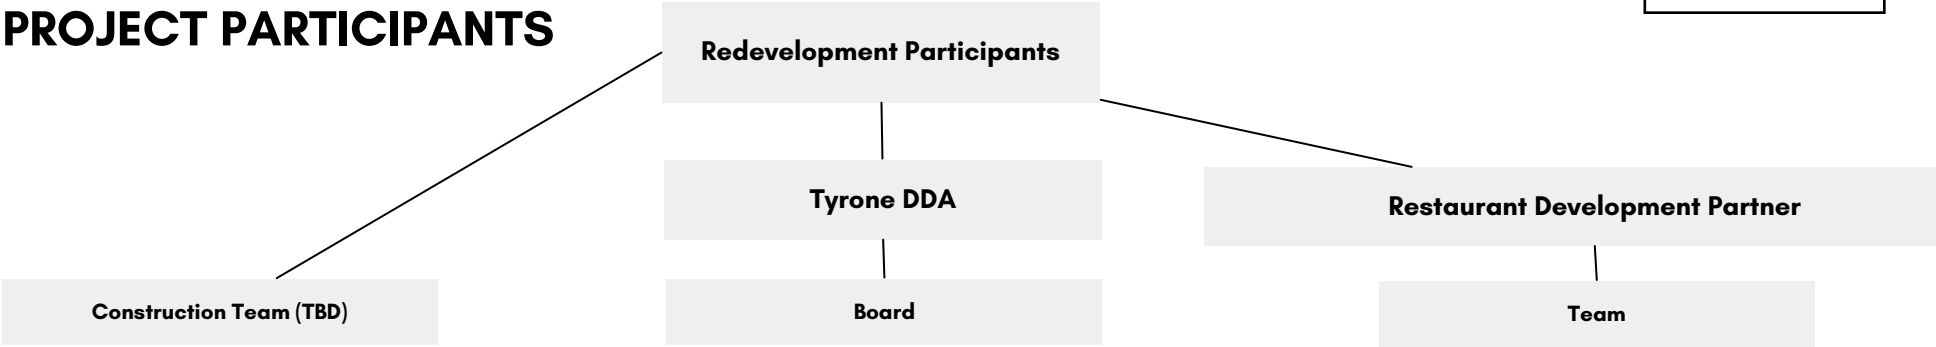 PROJECT PARTICIPANTS
Redevelopment Participants
Tyrone DDA
Restaurant Development Partner
Construction Team (TBD)
Board
Team